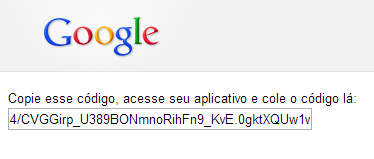 Google
Copie esse código, acesse seu aplicativo e cole o código lá:
4/CVGGirp_U389BONmnoRihFn9_KvE.0gktXQUw1v